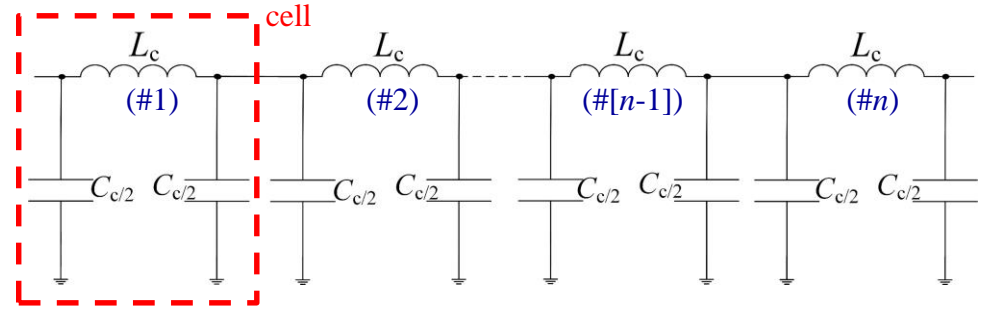 cell
Lc Lc Lc Lc
(#1) (#2) (#[n-1]) (#n)
Cc/2 Cc/2 Cc/2 Cc/2 Cc/2 Cc/2 Cc/2 Cc/2